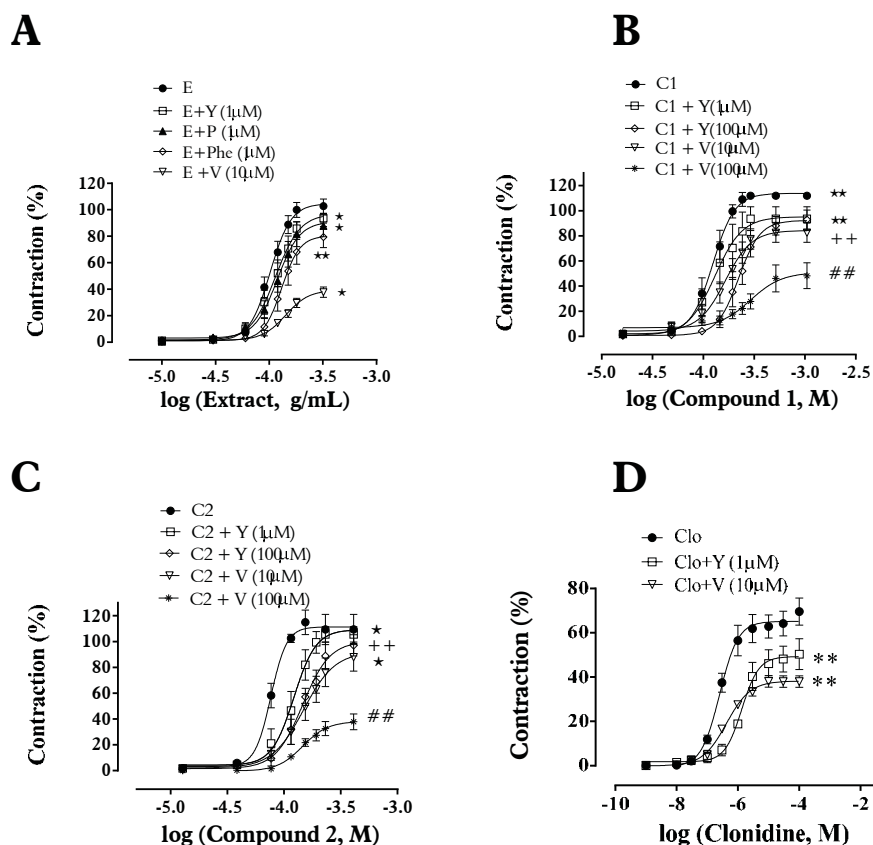 A
E
E+Y (1μM)
E+P (1μM)
E+Phe (1μM)
E +V (10μM)
Contraction (%)
120
100
80
60
40
20
0
★
★
★★
★
-5.0 -4.5 -4.0 -3.5 -3.0
log (Extract, g/mL)
B
C1
C1 + Y(1μM)
C1 + Y(100μM)
C1 + V(10μM)
C1 + V(100μM)
Contraction (%)
120
100
80
60
40
20
0
★★
★★
++
##
-5.0 -4.5 -4.0 -3.5 -3.0 -2.5
log (Compound 1, M)
C
C2
C2 + Y (1μM)
C2 + Y (100μM)
C2 + V (10μM)
C2 + V (100μM)
Contraction (%)
120
100
80
60
40
20
0
★
++
★
##
-5.0 -4.5 -4.0 -3.5 -3.0
log (Compound 2, M)
D
Clo
Clo+Y (1μM)
Clo+V (10μM)
Contraction (%)
80
60
40
20
0
**
**
-10 -8 -6 -4 -2
log (Clonidine, M)